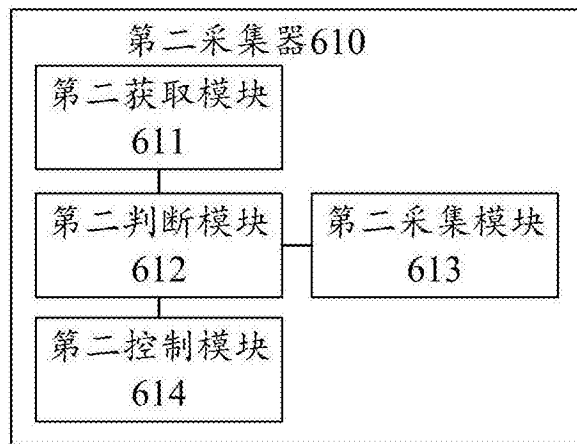 第二采集器610
第二获取模块
611
第二判断模块
612
第二采集模块
613
第二控制模块
614